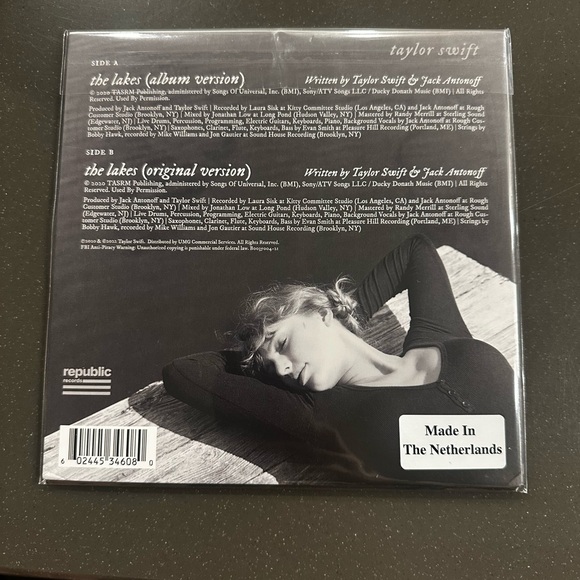 taylor swift
SIDE A
the lakes (album version)
Written by Taylor Swift & Jack Antonoff
© 2020 TASRM Publishing, administered by Songs Of Universal, Inc. (BMI), Sony/ATV Songs LLC / Ducky Donath Music (BMI) | All Rights
Reserved. Used By Permission.
Produced by Jack Antonoff and Taylor Swift | Recorded by Laura Sisk at Kitty Committee Studio (Los Angeles, CA) and Jack Antonoff at Rough
Customer Studio (Brooklyn, NY) | Mixed by Jonathan Low at Long Pond (Hudson Valley, NY) | Mastered by Randy Merrill at Sterling Sound
(Edgewater, NJ) | Live Drums, Percussion, Programming, Electric Guitars, Keyboards, Piano, Background Vocals by Jack Antonoff at Rough Cus-
tomer Studio (Brooklyn, NY) | Saxophones, Clarinet, Flute, Keyboards, Bass by Evan Smith at Pleasure Hill Recording (Portland, ME) | Strings by
Bobby Hawk, recorded by Mike Williams and Jon Gautier at Sound House Recording (Brooklyn, NY)
SIDE B
the lakes (original version)
Written by Taylor Swift & Jack Antonoff
© 2020 TASRM Publishing, administered by Songs Of Universal, Inc. (BMI), Sony/ATV Songs LLC / Ducky Donath Music (BMI) | All Rights
Reserved. Used By Permission.
Produced by Jack Antonoff and Taylor Swift | Recorded by Laura Sisk at Kitty Committee Studio (Los Angeles, CA) and Jack Antonoff at Rough
Customer Studio (Brooklyn, NY) | Mixed by Jonathan Low at Long Pond (Hudson Valley, NY) | Mastered by Randy Merrill at Sterling Sound
(Edgewater, NJ) | Live Drums, Percussion, Programming, Electric Guitars, Keyboards, Piano, Background Vocals by Jack Antonoff at Rough Cus-
tomer Studio (Brooklyn, NY) | Saxophones, Clarinet, Flute, Keyboards, Bass by Evan Smith at Pleasure Hill Recording (Portland, ME) | Strings by
Bobby Hawk, recorded by Mike Williams and Jon Gautier at Sound House Recording (Brooklyn, NY)
Taylor Swift. Distributed by UMG Commercial Services. All Rights Reserved.
FBI Anti-Piracy Warning: Unauthorized copying is punishable under federal law.
republic
records
6 02445 34608 0
Made In
The Netherlands